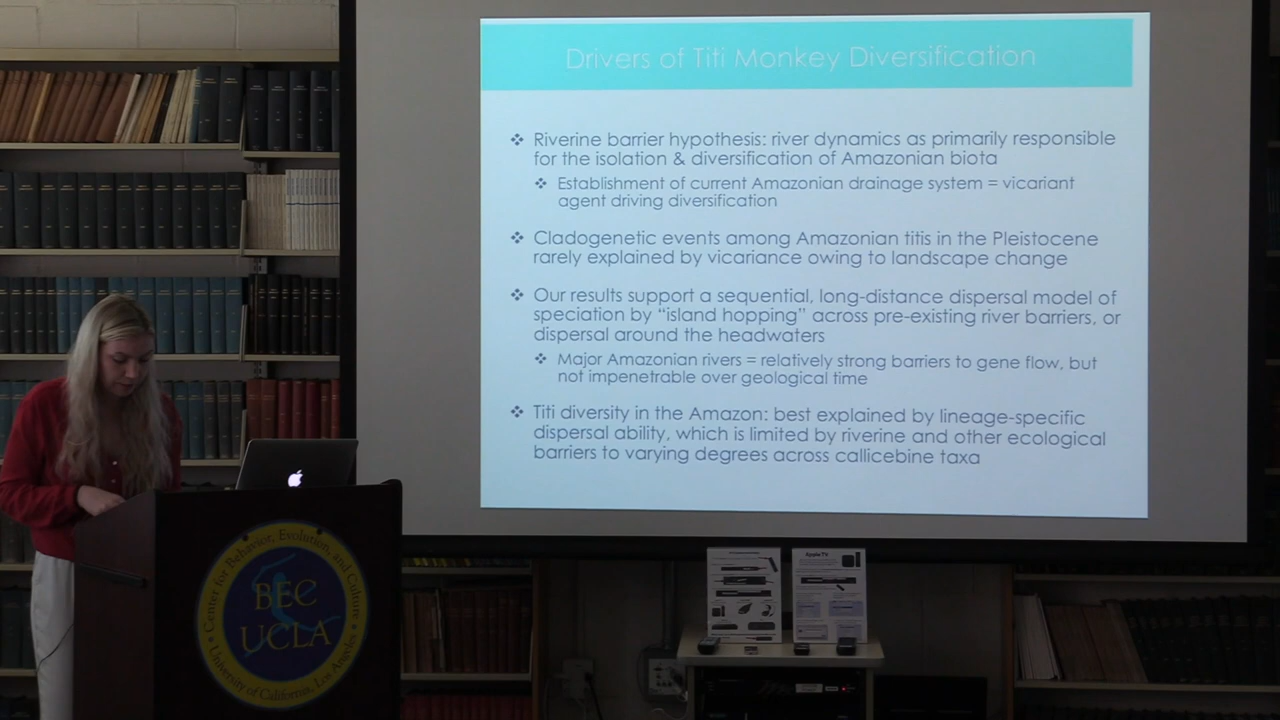 Drivers of Titi Monkey Diversification
Riverine barrier hypothesis: river dynamics as primarily responsible
for the isolation & diversification of Amazonian biota
Establishment of current Amazonian drainage system = vicariant
agent driving diversification
Cladogenetic events among Amazonian titis in the Pleistocene
rarely explained by vicariance owing to landscape change
Our results support a sequential, long-distance dispersal model of
speciation by “island hopping” across pre-existing river barriers, or
dispersal around the headwaters
Major Amazonian rivers = relatively strong barriers to gene flow, but
not impenetrable over geological time
Titi diversity in the Amazon: best explained by lineage-specific
dispersal ability, which is limited by riverine and other ecological
barriers to varying degrees across callicebine taxa
Center for Behavior, Evolution, and Culture
BEC
UCLA
University of California, Los Angeles
Apple TV